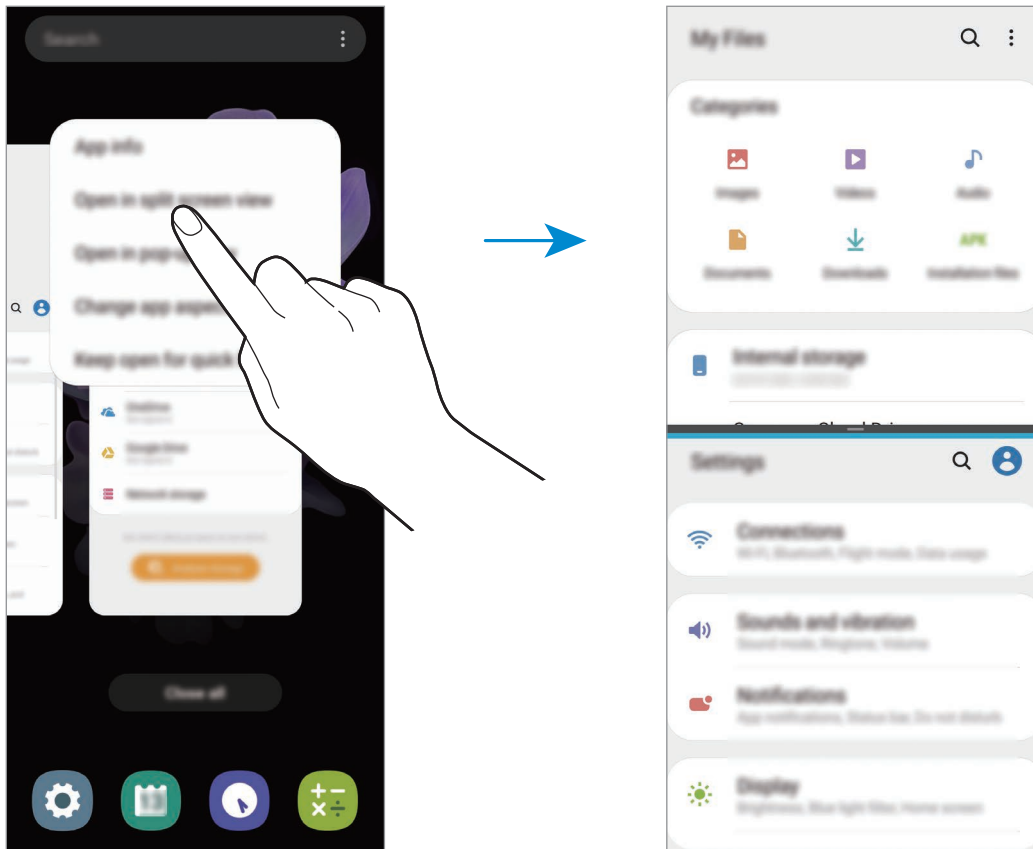 Search
App info
Open in split screen view
Open in pop-up
Change app aspec
Keep open for quick
OneDrive
Google Drive
Network storage
Close all
13
My Files
Categories
Images
Videos
Audio
APK
Documents
Downloads
Installation files
Internal storage
Settings
Connections
Wi-Fi, Bluetooth, Flight mode, Data usage
Sounds and vibration
Sound mode, Ringtone, Volume
Notifications
App notifications, Status bar, Do not disturb
Display
Brightness, Blue light filter, Home screen